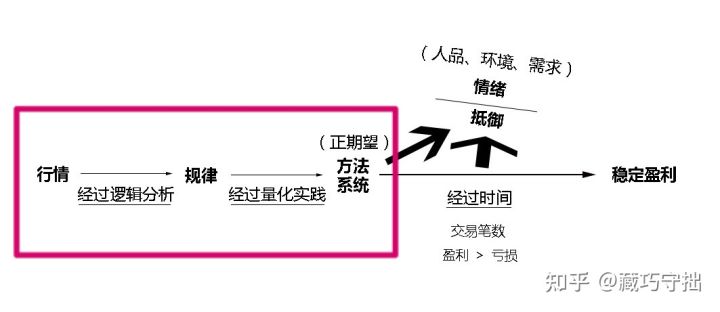 （人品、环境、需求）
情绪
抵御
（正期望）
行情
经过逻辑分析
规律
经过量化实践
方法
系统
经过时间
稳定盈利
交易笔数
盈利 > 亏损
知乎 @藏巧守拙